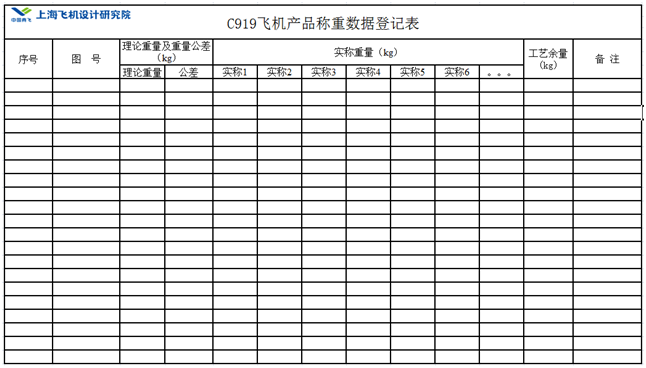 中国商飞 上海飞机设计研究院
C919飞机产品称重数据登记表
序号 图 号 理论重量及重量公差 (kg) 实称重量（kg） 工艺余量 (kg) 备 注
理论重量 公差 实称1 实称2 实称3 实称4 实称5 实称6 。。。